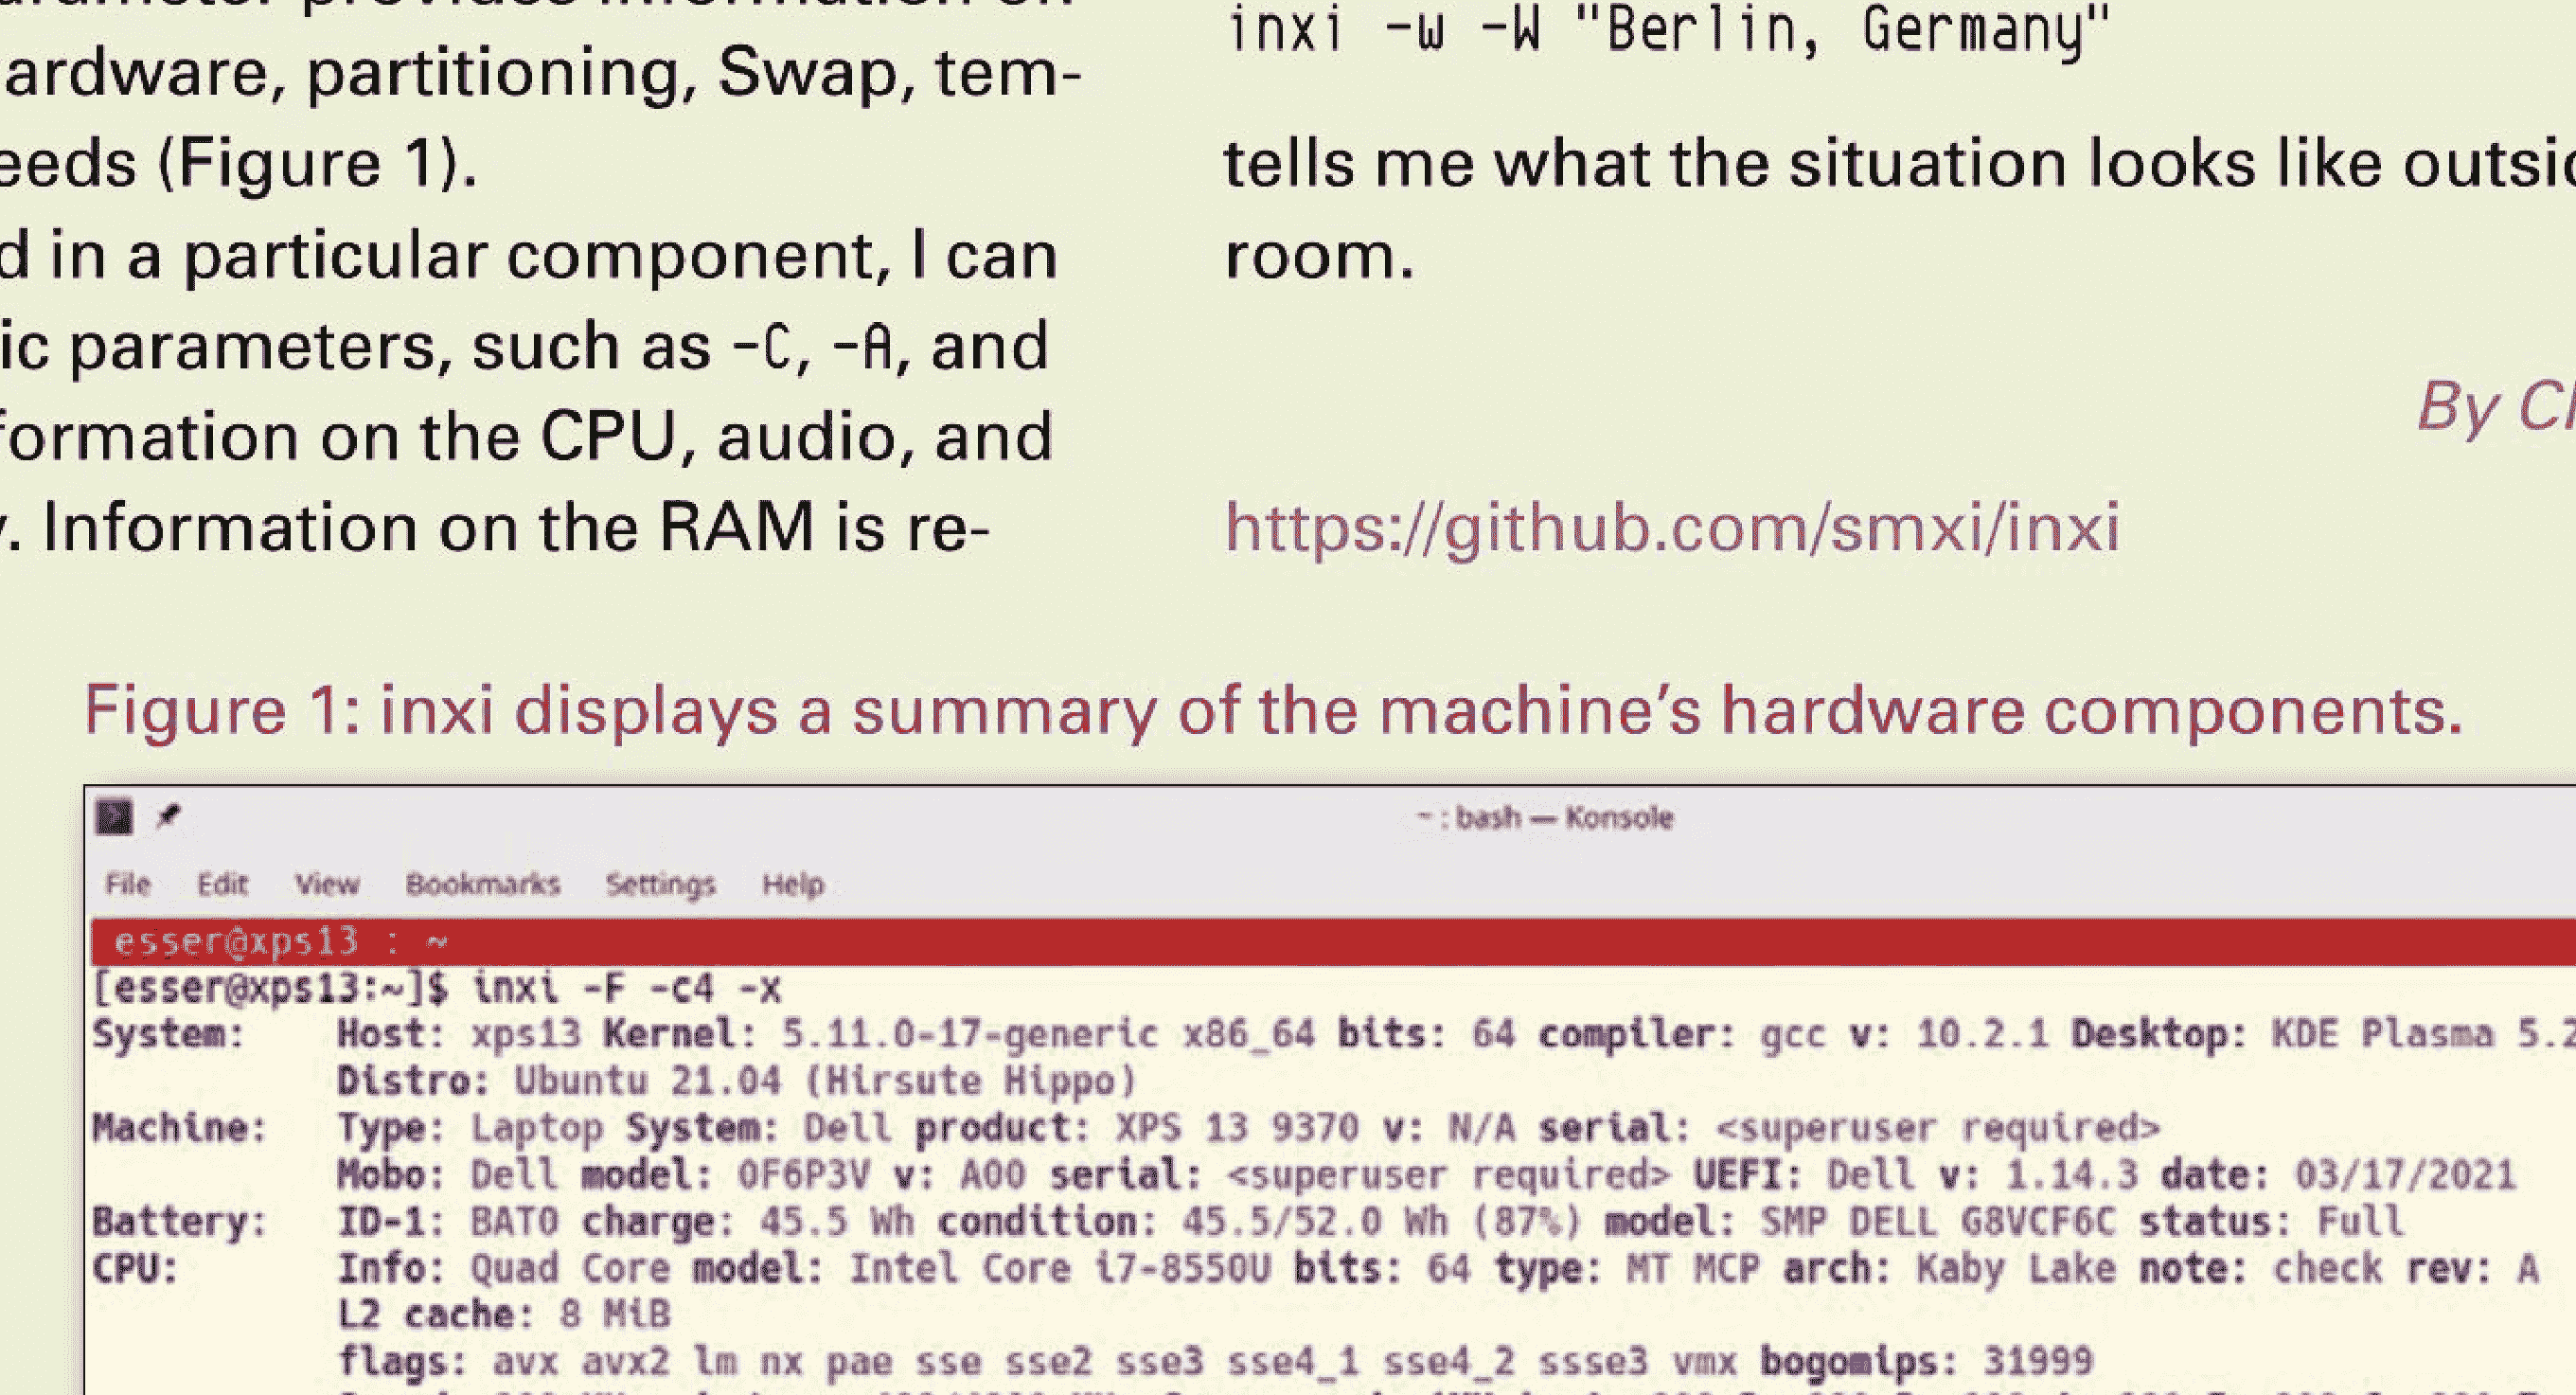 ardware, partitioning, Swap, tem-
eeds (Figure 1).
d in a particular component, I can
ic parameters, such as -C, -A, and
formation on the CPU, audio, and
y. Information on the RAM is re-
inxi -w -W "Berlin, Germany"
tells me what the situation looks like outsid
room.
By
https://github.com/smxi/inxi
Figure 1: inxi displays a summary of the machine’s hardware components.
~ : bash — Konsole
File Edit View Bookmarks Settings Help
esser@xps13 : ~
[esser@xps13:~]$ inxi -F -c4 -x
System: Host: xps13 Kernel: 5.11.0-17-generic x86_64 bits: 64 compiler: gcc v: 10.2.1 Desktop: KDE Plasma 5.2
Distro: Ubuntu 21.04 (Hirsute Hippo)
Machine: Type: Laptop System: Dell product: XPS 13 9370 v: N/A serial: <superuser required>
Mobo: Dell model: 0F6P3V v: A00 serial: <superuser required> UEFI: Dell v: 1.14.3 date: 03/17/2021
Battery: ID-1: BAT0 charge: 45.5 Wh condition: 45.5/52.0 Wh (87%) model: SMP DELL G8VCF6C status: Full
CPU: Info: Quad Core model: Intel Core i7-8550U bits: 64 type: MT MCP arch: Kaby Lake note: check rev: A
L2 cache: 8 MiB
flags: avx avx2 lm nx pae sse sse2 sse3 sse4_1 sse4_2 ssse3 vmx bogomips: 31999